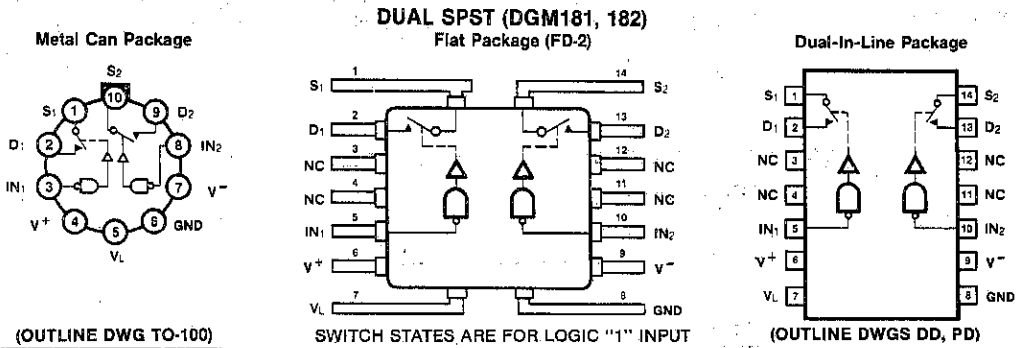 DUAL SPST (DGM181, 182)
Metal Can Package
Flat Package (FD-2)
Dual-In-Line Package
S2
10
S1
1
9
D2
D1
2
8
IN2
IN1
3
7
V−
V+
4
5
6
GND
VL
(OUTLINE DWG TO-100)
1
S1
14
S2
2
D1
13
D2
3
NC
12
NC
4
NC
11
NC
5
IN1
10
IN2
6
V+
9
V−
7
VL
8
GND
SWITCH STATES ARE FOR LOGIC "1" INPUT
S1
1
14
S2
D1
2
13
D2
NC
3
12
NC
NC
4
11
NC
IN1
5
10
IN2
V+
6
9
V−
VL
7
8
GND
(OUTLINE DWGS DD, PD)